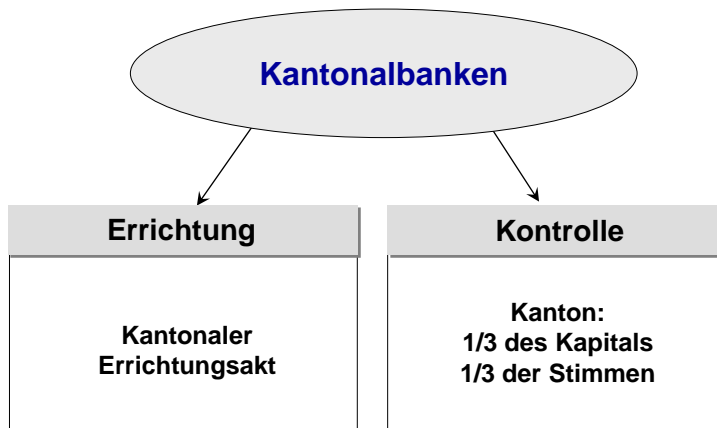 Kantonalbanken
Errichtung
Kantonaler
Errichtungsakt
Kontrolle
Kanton:
1/3 des Kapitals
1/3 der Stimmen